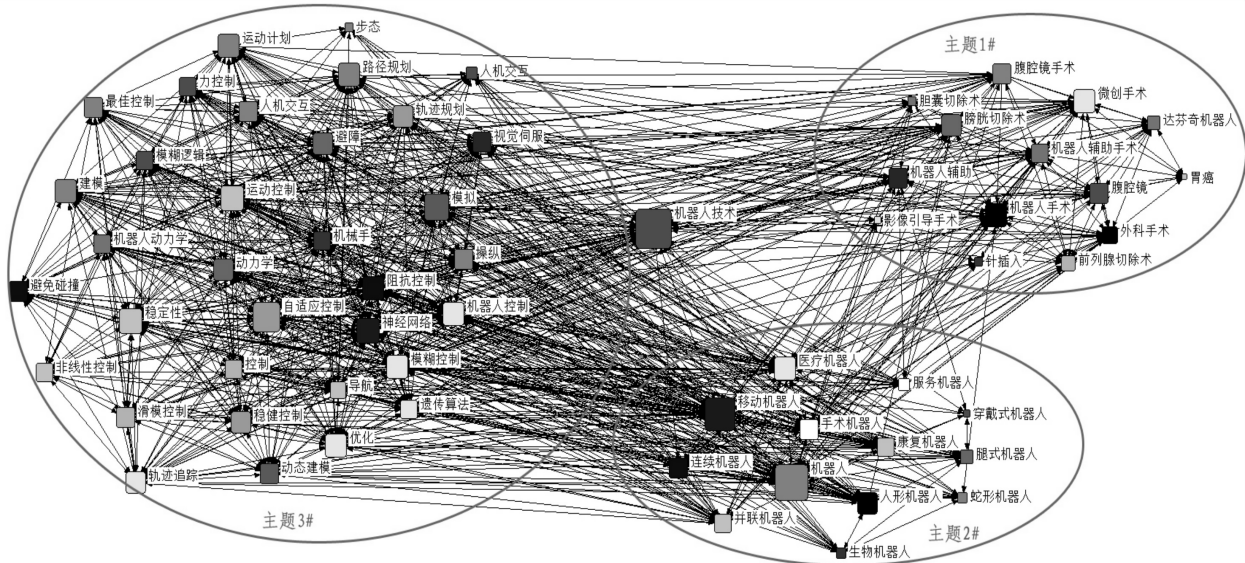 步态
运动计划
主题1#
路径规划
人机交互
腹腔镜手术
力控制
最佳控制
人机交互
轨迹规划
胆囊切除术
微创手术
膀胱切除术
达芬奇机器人
避障
视觉伺服
模糊逻辑
机器人辅助手术
机器人辅助
胃癌
建模
运动控制
腹腔镜
模拟
机器人技术
机器人手术
影像引导手术
机器人动力学
机械手
外科手术
操纵
动力学
针插入
前列腺切除术
避免碰撞
阻抗控制
自适应控制
机器人控制
稳定性
神经网络
非线性控制
控制
模糊控制
医疗机器人
导航
服务机器人
滑模控制
稳健控制
遗传算法
移动机器人
穿戴式机器人
手术机器人
优化
康复机器人
腿式机器人
轨迹追踪
动态建模
连续机器人
机器人
人形机器人
蛇形机器人
主题3#
并联机器人
主题2#
生物机器人